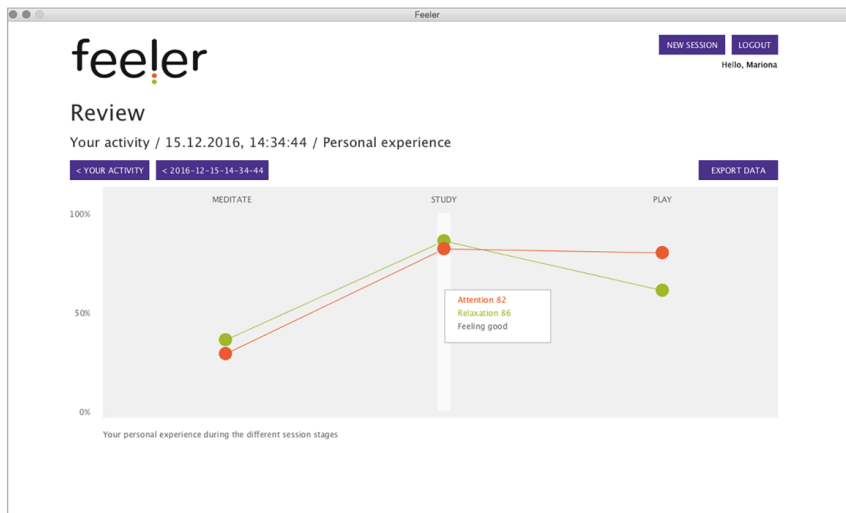 Feeler
feeler
NEW SESSION
LOGOUT
Hello, Mariona
Review
Your activity / 15.12.2016, 14:34:44 / Personal experience
< YOUR ACTIVITY
< 2016-12-15-14-34-44
EXPORT DATA
MEDITATE
STUDY
PLAY
100%
50%
0%
Attention 82
Relaxation 86
Feeling good
Your personal experience during the different session stages